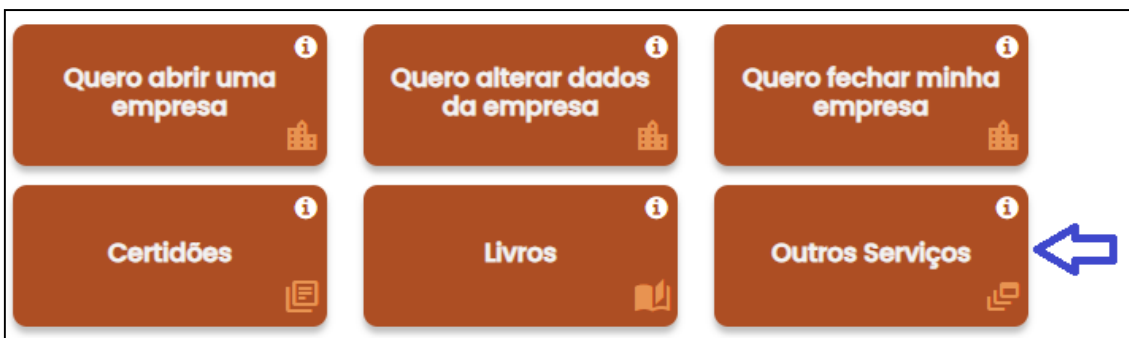 Quero abrir uma
empresa
Quero alterar dados
da empresa
Quero fechar minha
empresa
Certidões
Livros
Outros Serviços